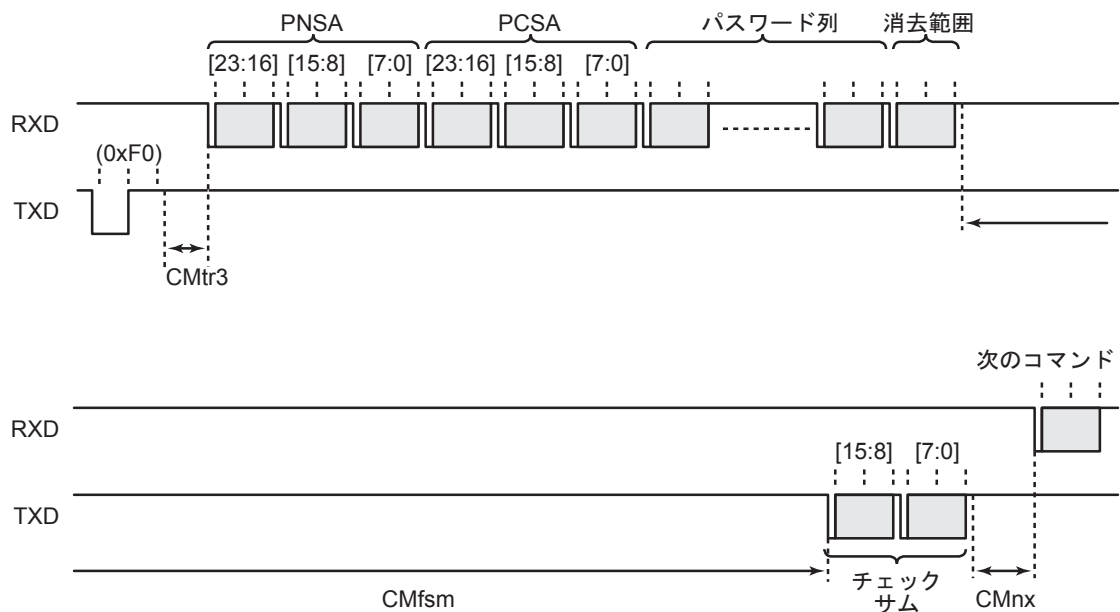 PNSA PCSA パスワード列 消去範囲
[23:16] [15:8] [7:0] [23:16] [15:8] [7:0]
RXD
(0xF0)
TXD
CMtr3
次のコマンド
RXD
[15:8] [7:0]
TXD
チェック
サム
CMfsm
CMnx